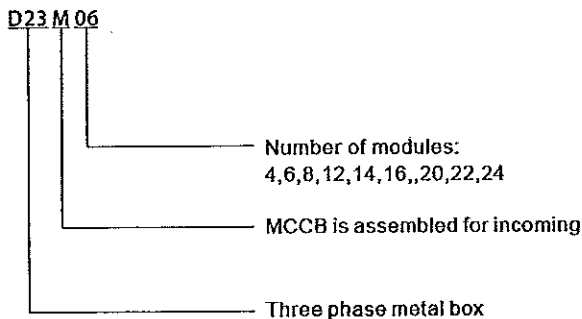 D23 M 06
Number of modules:
4,6,8,12,14,16,,20,22,24
MCCB is assembled for incoming
Three phase metal box